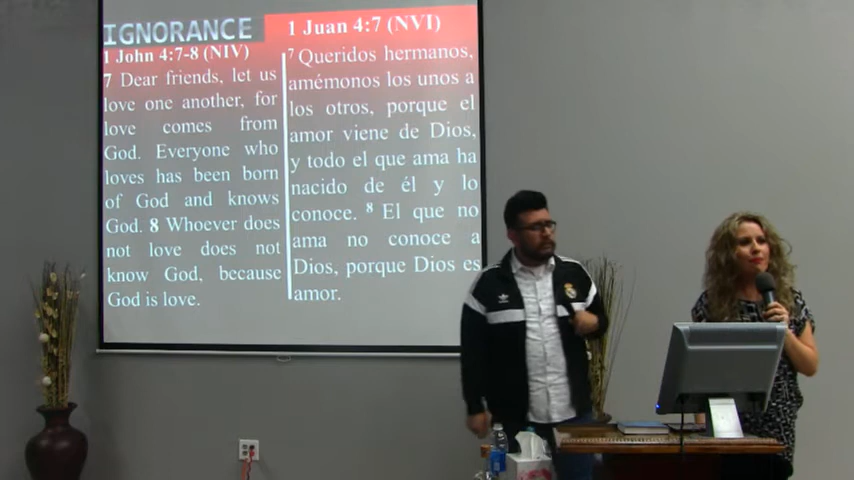 IGNORANCE
1 John 4:7-8 (NIV)
7 Dear friends, let us
love one another, for
love comes from
God. Everyone who
loves has been born
of God and knows
God. 8 Whoever does
not love does not
know God, because
God is love.
1 Juan 4:7 (NVI)
7 Queridos hermanos,
amémonos los unos a
los otros, porque el
amor viene de Dios,
y todo el que ama ha
nacido de él y lo
conoce. 8 El que no
ama no conoce a
Dios, porque Dios es
amor.